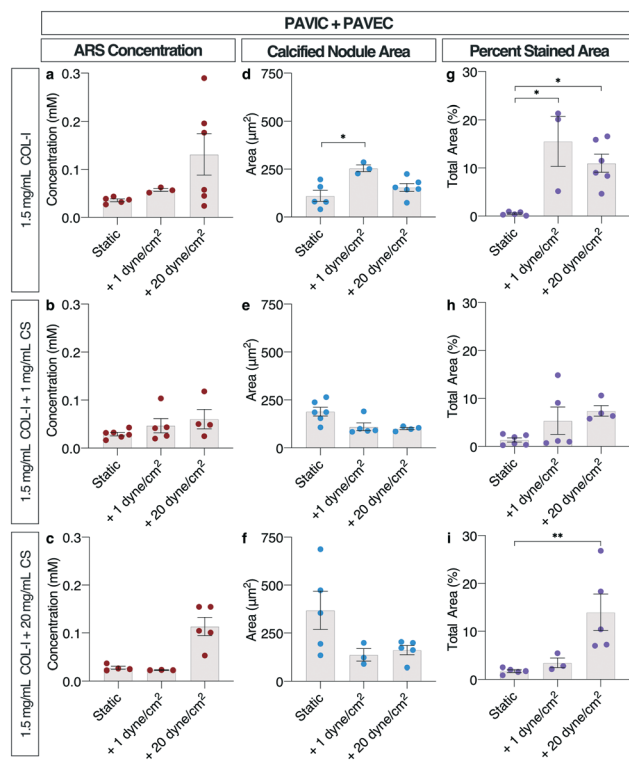 PAVIC + PAVEC
ARS Concentration
Calcified Nodule Area
Percent Stained Area
1.5 mg/mL COL-I
a
Concentration (mM)
0.3
0.2
0.1
0.0
Static
+ 1 dyne/cm²
+ 20 dyne/cm²
d
Area (µm²)
750
500
250
0
*
Static
+ 1 dyne/cm²
+ 20 dyne/cm²
g
Total Area (%)
30
20
10
0
*
*
Static
+ 1 dyne/cm²
+ 20 dyne/cm²
1.5 mg/mL COL-I + 1 mg/mL CS
b
Concentration (mM)
0.3
0.2
0.1
0.0
Static
+ 1 dyne/cm²
+ 20 dyne/cm²
e
Area (µm²)
750
500
250
0
Static
+ 1 dyne/cm²
+ 20 dyne/cm²
h
Total Area (%)
30
20
10
0
Static
+ 1 dyne/cm²
+ 20 dyne/cm²
1.5 mg/mL COL-I + 20 mg/mL CS
c
Concentration (mM)
0.3
0.2
0.1
0.0
Static
+ 1 dyne/cm²
+ 20 dyne/cm²
f
Area (µm²)
750
500
250
0
Static
+ 1 dyne/cm²
+ 20 dyne/cm²
i
Total Area (%)
30
20
10
0
**
Static
+ 1 dyne/cm²
+ 20 dyne/cm²